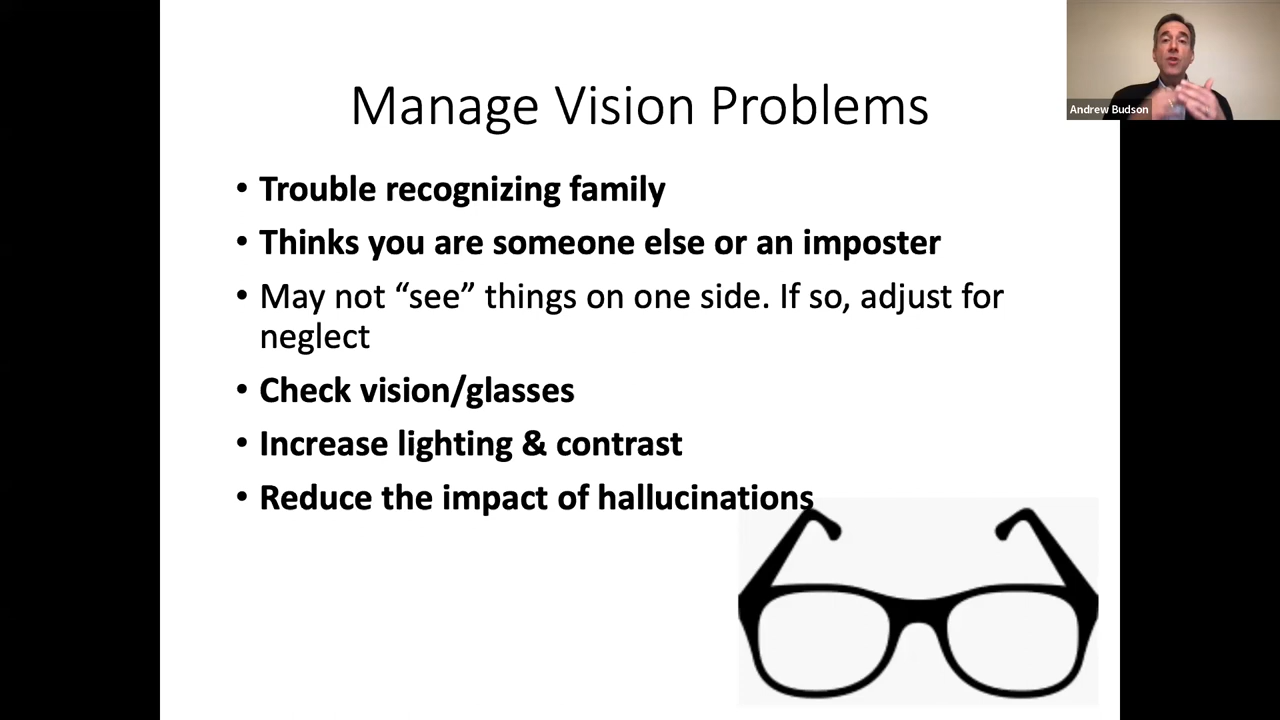 Manage Vision Problems
• Trouble recognizing family
• Thinks you are someone else or an imposter
• May not “see” things on one side. If so, adjust for
neglect
• Check vision/glasses
• Increase lighting & contrast
• Reduce the impact of hallucinations
Andrew Budson